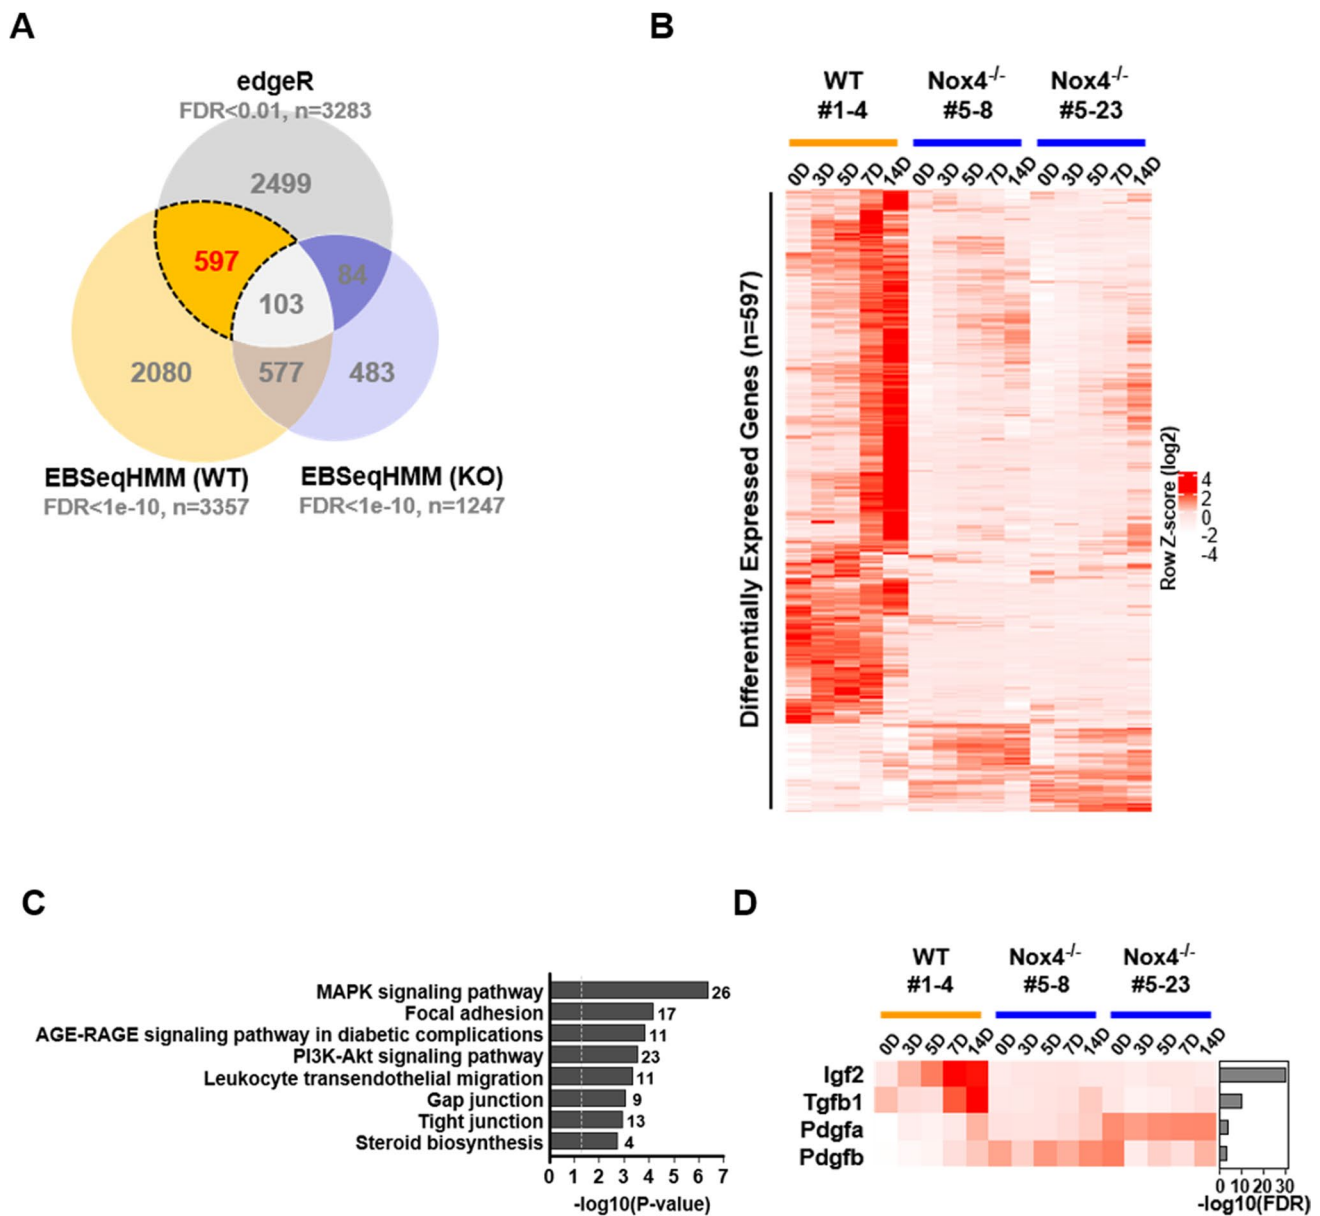 A
edgeR
FDR<0.01, n=3283
2499
597
84
103
2080
577
483
EBSeqHMM (WT)
FDR<1e-10, n=3357
EBSeqHMM (KO)
FDR<1e-10, n=1247
B
WT
#1-4
Nox4-/-
#5-8
Nox4-/-
#5-23
0D 3D 5D 7D 14D 0D 3D 5D 7D 14D 0D 3D 5D 7D 14D
Differentially Expressed Genes (n=597)
Row Z-score (log2)
4
2
0
-2
-4
C
MAPK signaling pathway 26
Focal adhesion 17
AGE-RAGE signaling pathway in diabetic complications 11
PI3K-Akt signaling pathway 23
Leukocyte transendothelial migration 11
Gap junction 9
Tight junction 13
Steroid biosynthesis 4
0 1 2 3 4 5 6 7
-log10(P-value)
D
WT
#1-4
Nox4-/-
#5-8
Nox4-/-
#5-23
0D 3D 5D 7D 14D 0D 3D 5D 7D 14D 0D 3D 5D 7D 14D
Igf2
Tgfb1
Pdgfa
Pdgfb
0 10 20 30
-log10(FDR)